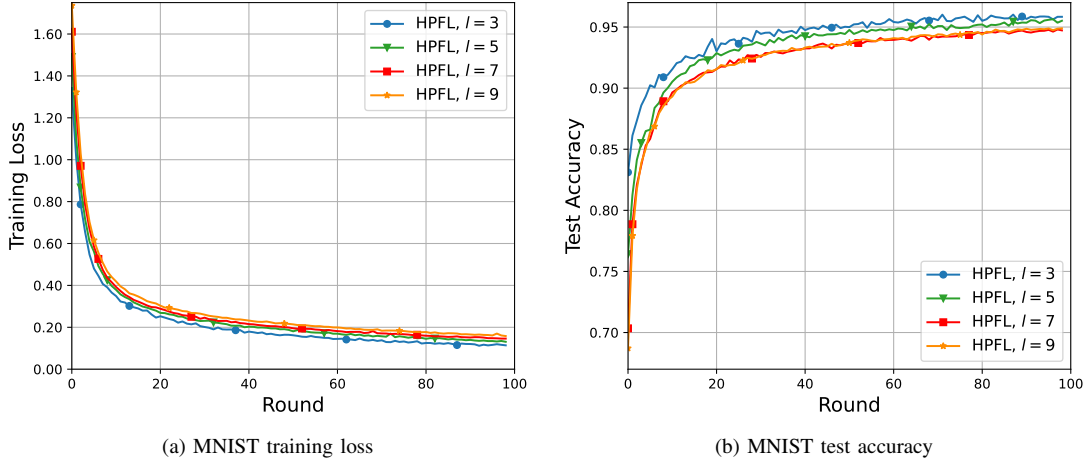 1.60
1.40
1.20
1.00
0.80
0.60
0.40
0.20
0.00
Training Loss
0 20 40 60 80 100
Round
HPFL, l = 3
HPFL, l = 5
HPFL, l = 7
HPFL, l = 9
(a) MNIST training loss
0.95
0.90
0.85
0.80
0.75
0.70
Test Accuracy
0 20 40 60 80 100
Round
HPFL, l = 3
HPFL, l = 5
HPFL, l = 7
HPFL, l = 9
(b) MNIST test accuracy